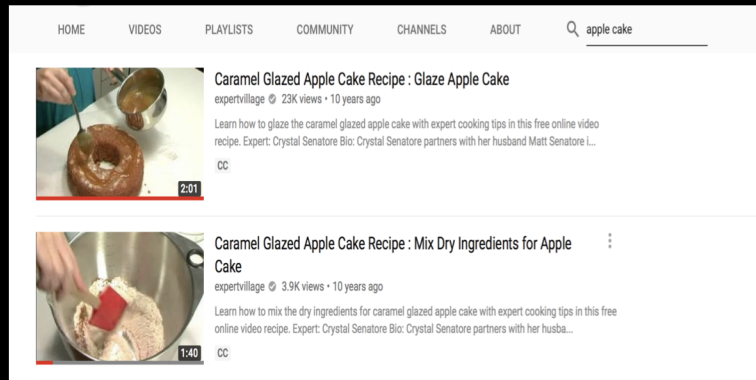 HOME VIDEOS PLAYLISTS COMMUNITY CHANNELS ABOUT apple cake
Caramel Glazed Apple Cake Recipe : Glaze Apple Cake
expertvillage 23K views • 10 years ago
Learn how to glaze the caramel glazed apple cake with expert cooking tips in this free online video
recipe. Expert: Crystal Senatore Bio: Crystal Senatore partners with her husband Matt Senatore i...
CC
2:01
Caramel Glazed Apple Cake Recipe : Mix Dry Ingredients for Apple
Cake
expertvillage 3.9K views • 10 years ago
Learn how to mix the dry ingredients for caramel glazed apple cake with expert cooking tips in this free
online video recipe. Expert: Crystal Senatore Bio: Crystal Senatore partners with her husba...
1:40 CC